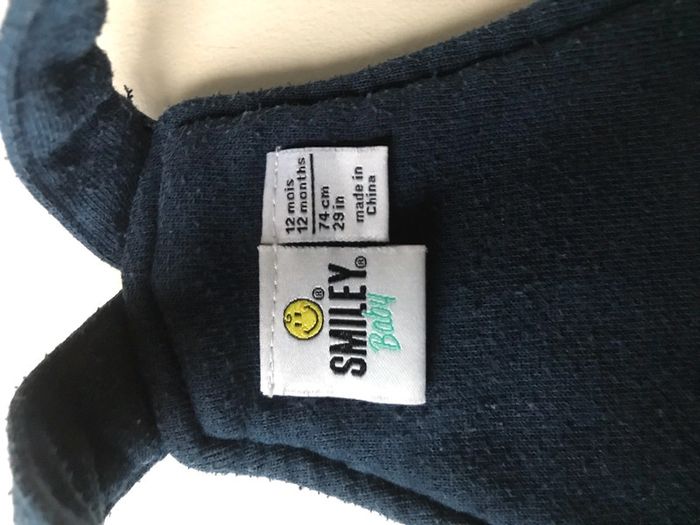 12 mois
12 months
74 cm
29 in
made in
China
®
SMILEY®
Baby